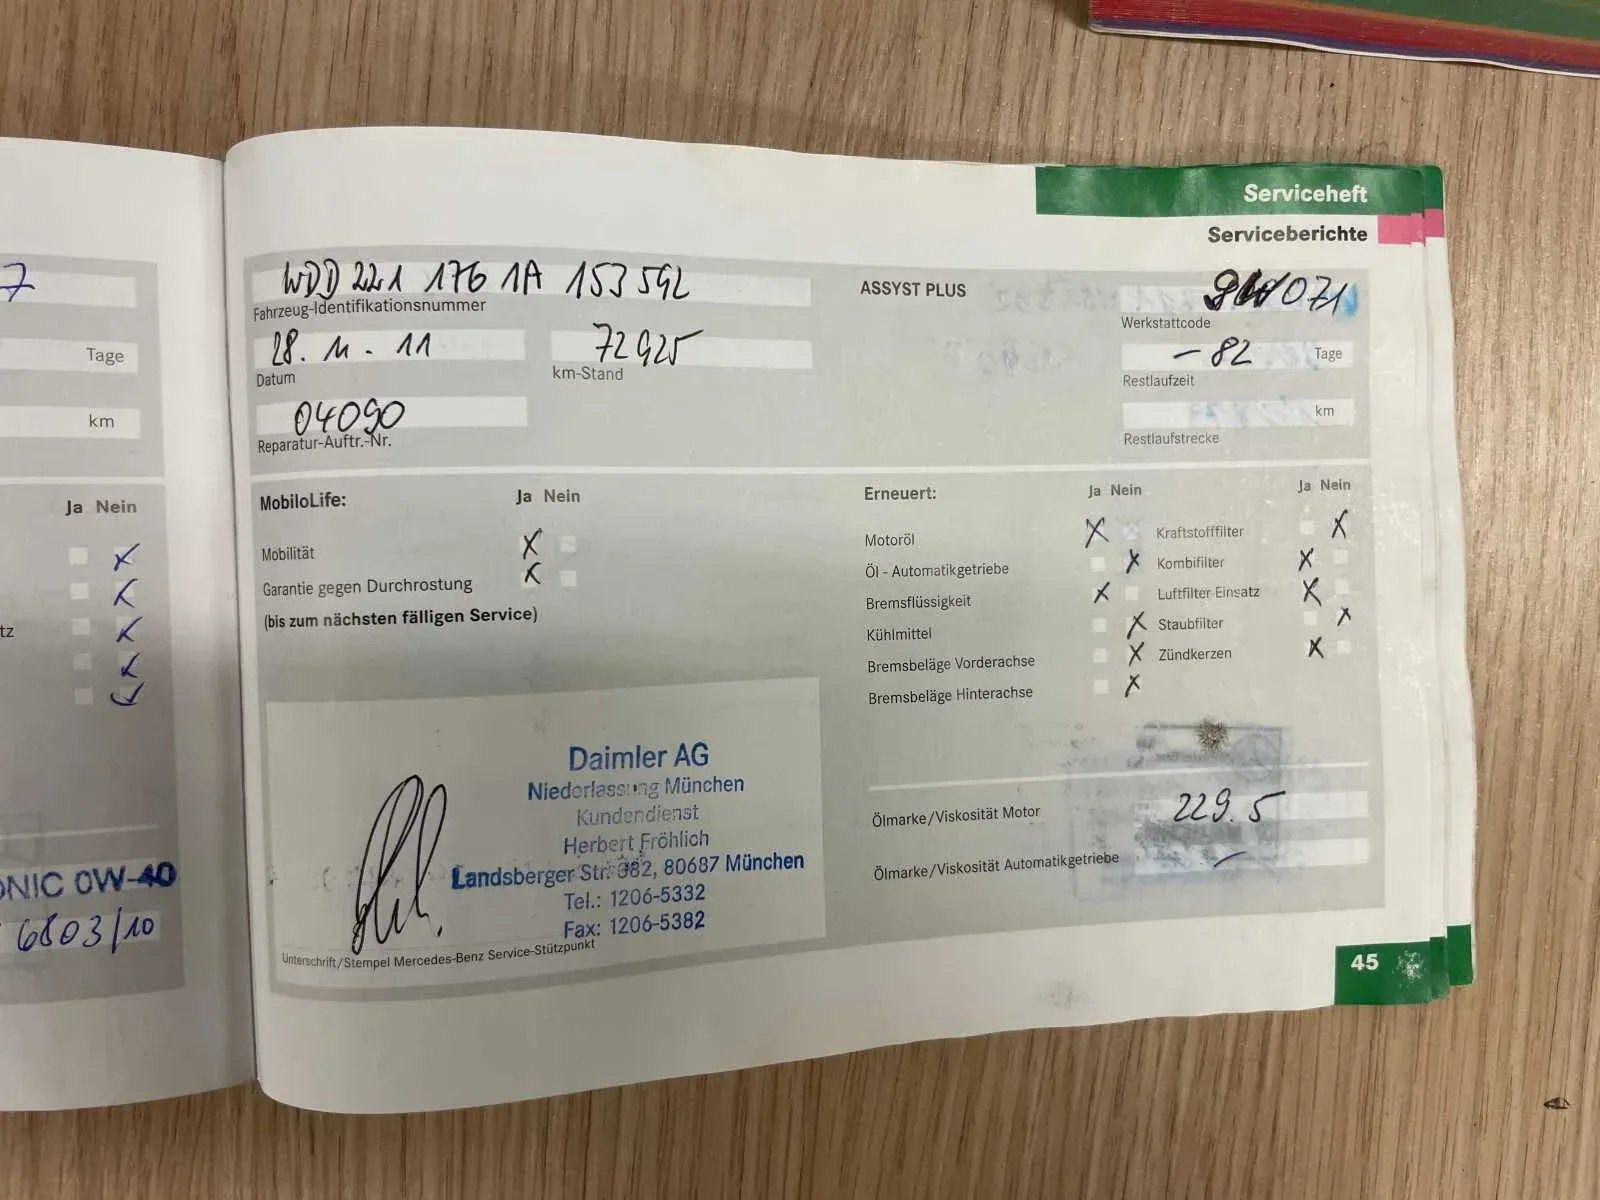 7
Tage
km
Ja Nein
tz
ONIC 0W-40
6803/10
Serviceheft
Serviceberichte
WDD 221 176 1A 153592
Fahrzeug-Identifikationsnummer
28. 11. 11
Datum
72925
km-Stand
04090
Reparatur-Auftr.-Nr.
ASSYST PLUS
071
Werkstattcode
-82 Tage
Restlaufzeit
km
Restlaufstrecke
MobiloLife: Ja Nein
Mobilität X
Garantie gegen Durchrostung X
(bis zum nächsten fälligen Service)
Daimler AG
Niederlassung München
Kundendienst
Herbert Fröhlich
Landsberger Str. 382, 80687 München
Tel.: 1206-5332
Fax: 1206-5382
Unterschrift/Stempel Mercedes-Benz Service-Stützpunkt
Erneuert: Ja Nein Ja Nein
Motoröl X Kraftstofffilter X
Öl - Automatikgetriebe X Kombifilter X
Bremsflüssigkeit X Luftfilter-Einsatz X
Kühlmittel X Staubfilter X
Bremsbeläge Vorderachse X Zündkerzen X
Bremsbeläge Hinterachse X
Ölmarke/Viskosität Motor 229.5
Ölmarke/Viskosität Automatikgetriebe –
45